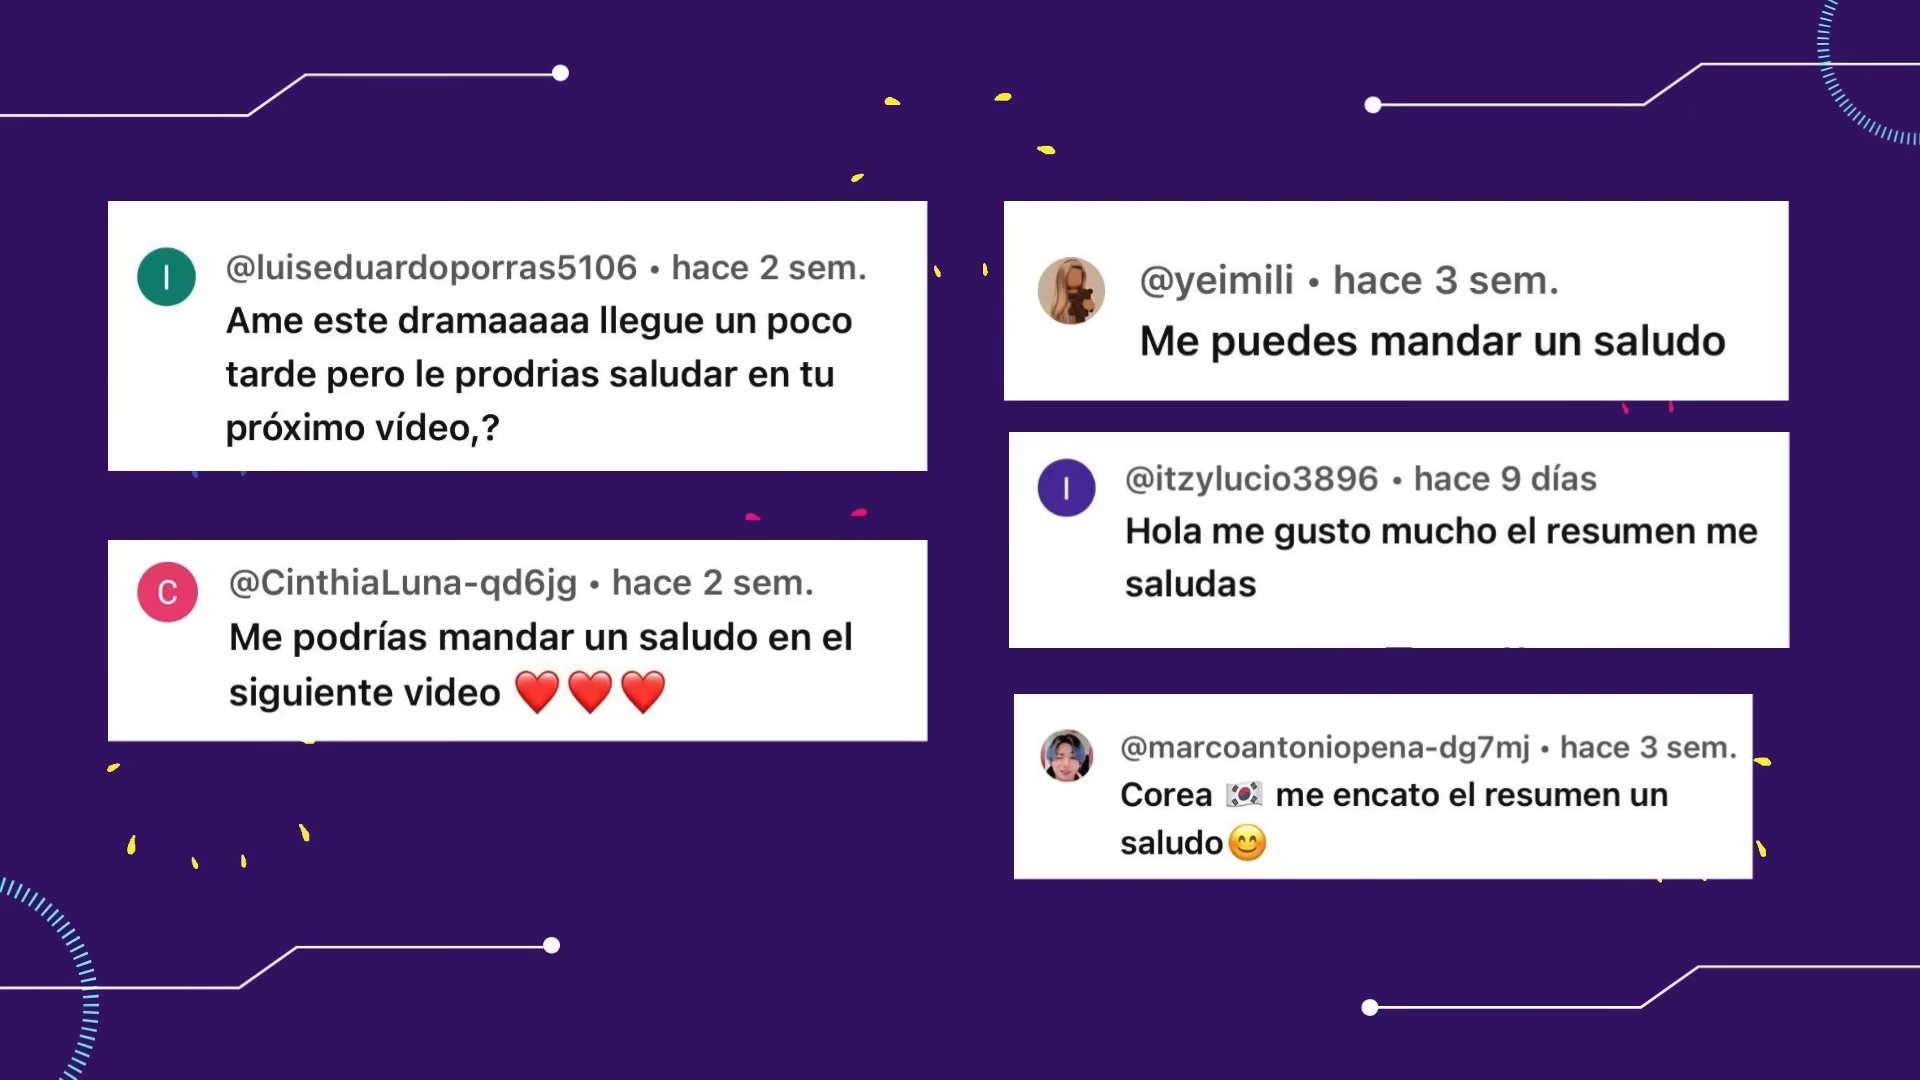 I
@luiseduardoporras5106 • hace 2 sem.
Ame este dramaaaaa llegue un poco
tarde pero le prodrias saludar en tu
próximo vídeo,?
C
@CinthiaLuna-qd6jg • hace 2 sem.
Me podrías mandar un saludo en el
siguiente video ❤️❤️❤️
@yeimili • hace 3 sem.
Me puedes mandar un saludo
I
@itzylucio3896 • hace 9 días
Hola me gusto mucho el resumen me
saludas
@marcoantoniopena-dg7mj • hace 3 sem.
Corea 🇰🇷 me encato el resumen un
saludo😊